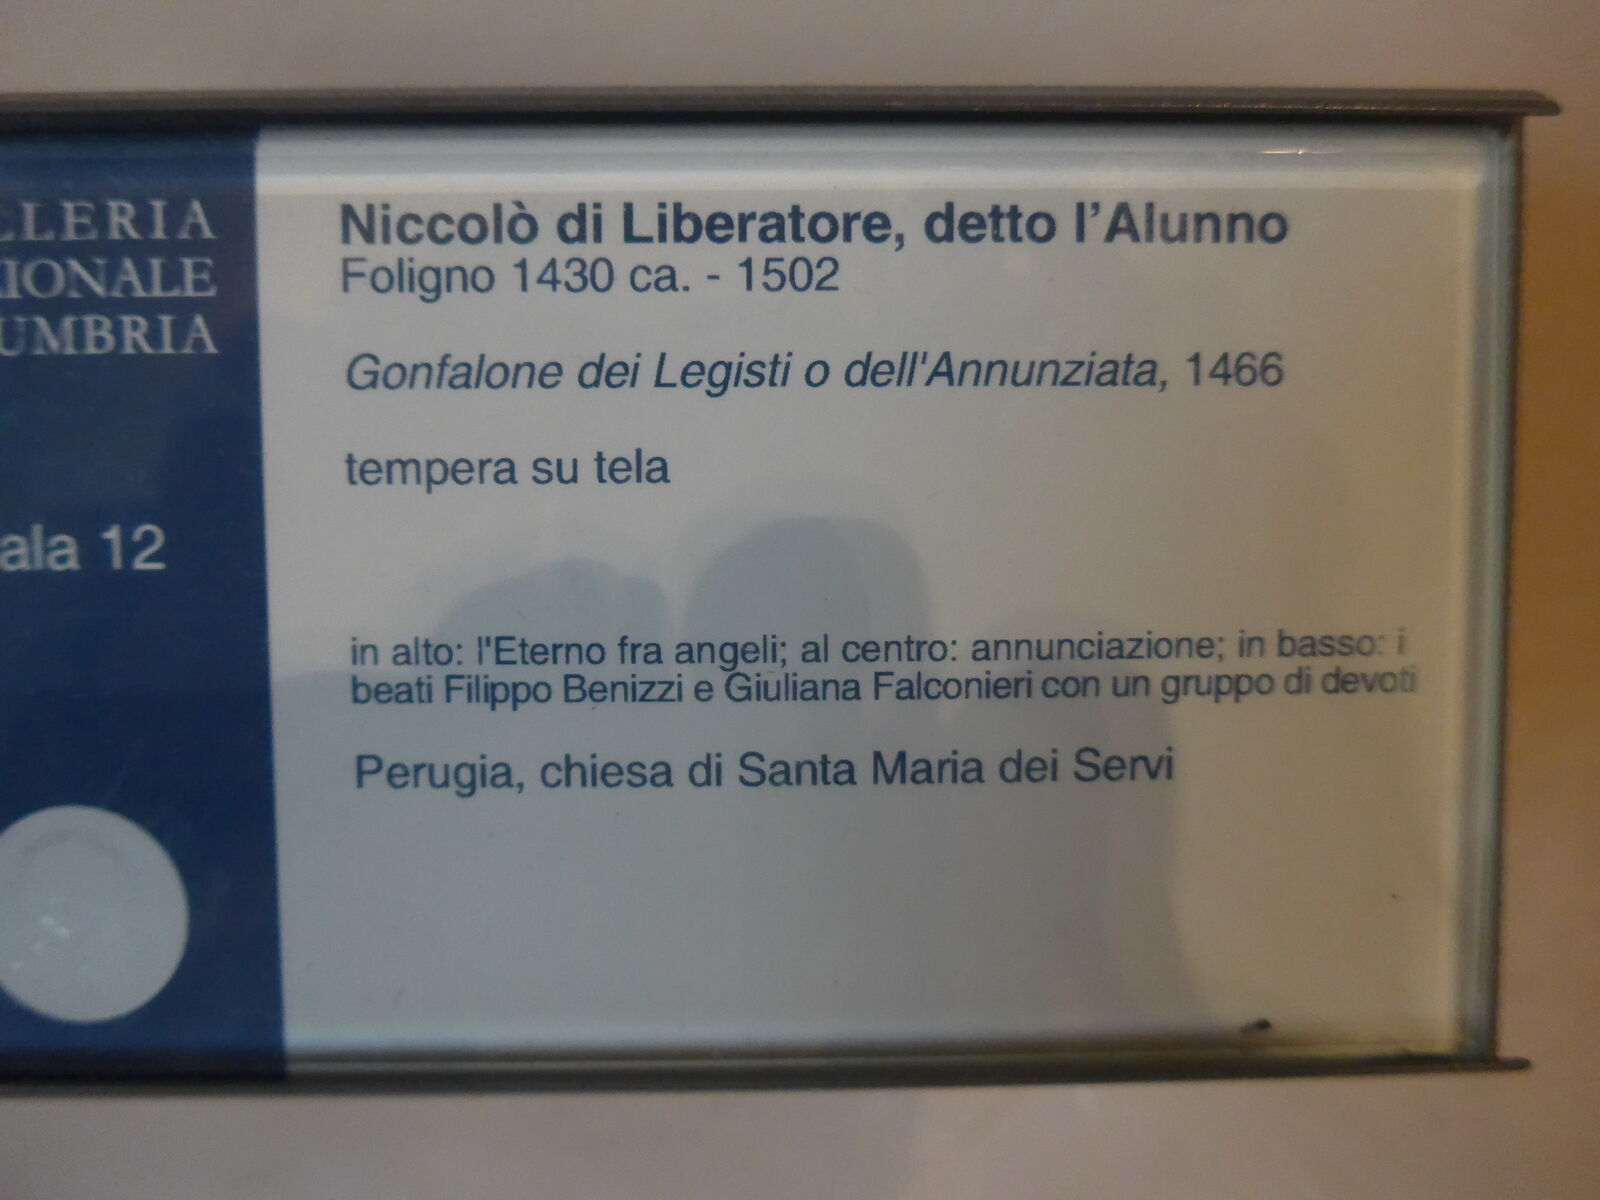 LLERIA
ZIONALE
UMBRIA
ala 12
Niccolò di Liberatore, detto l'Alunno
Foligno 1430 ca. - 1502
Gonfalone dei Legisti o dell'Annunziata, 1466
tempera su tela
in alto: l'Eterno fra angeli; al centro: annunciazione; in basso: i
beati Filippo Benizzi e Giuliana Falconieri con un gruppo di devoti
Perugia, chiesa di Santa Maria dei Servi